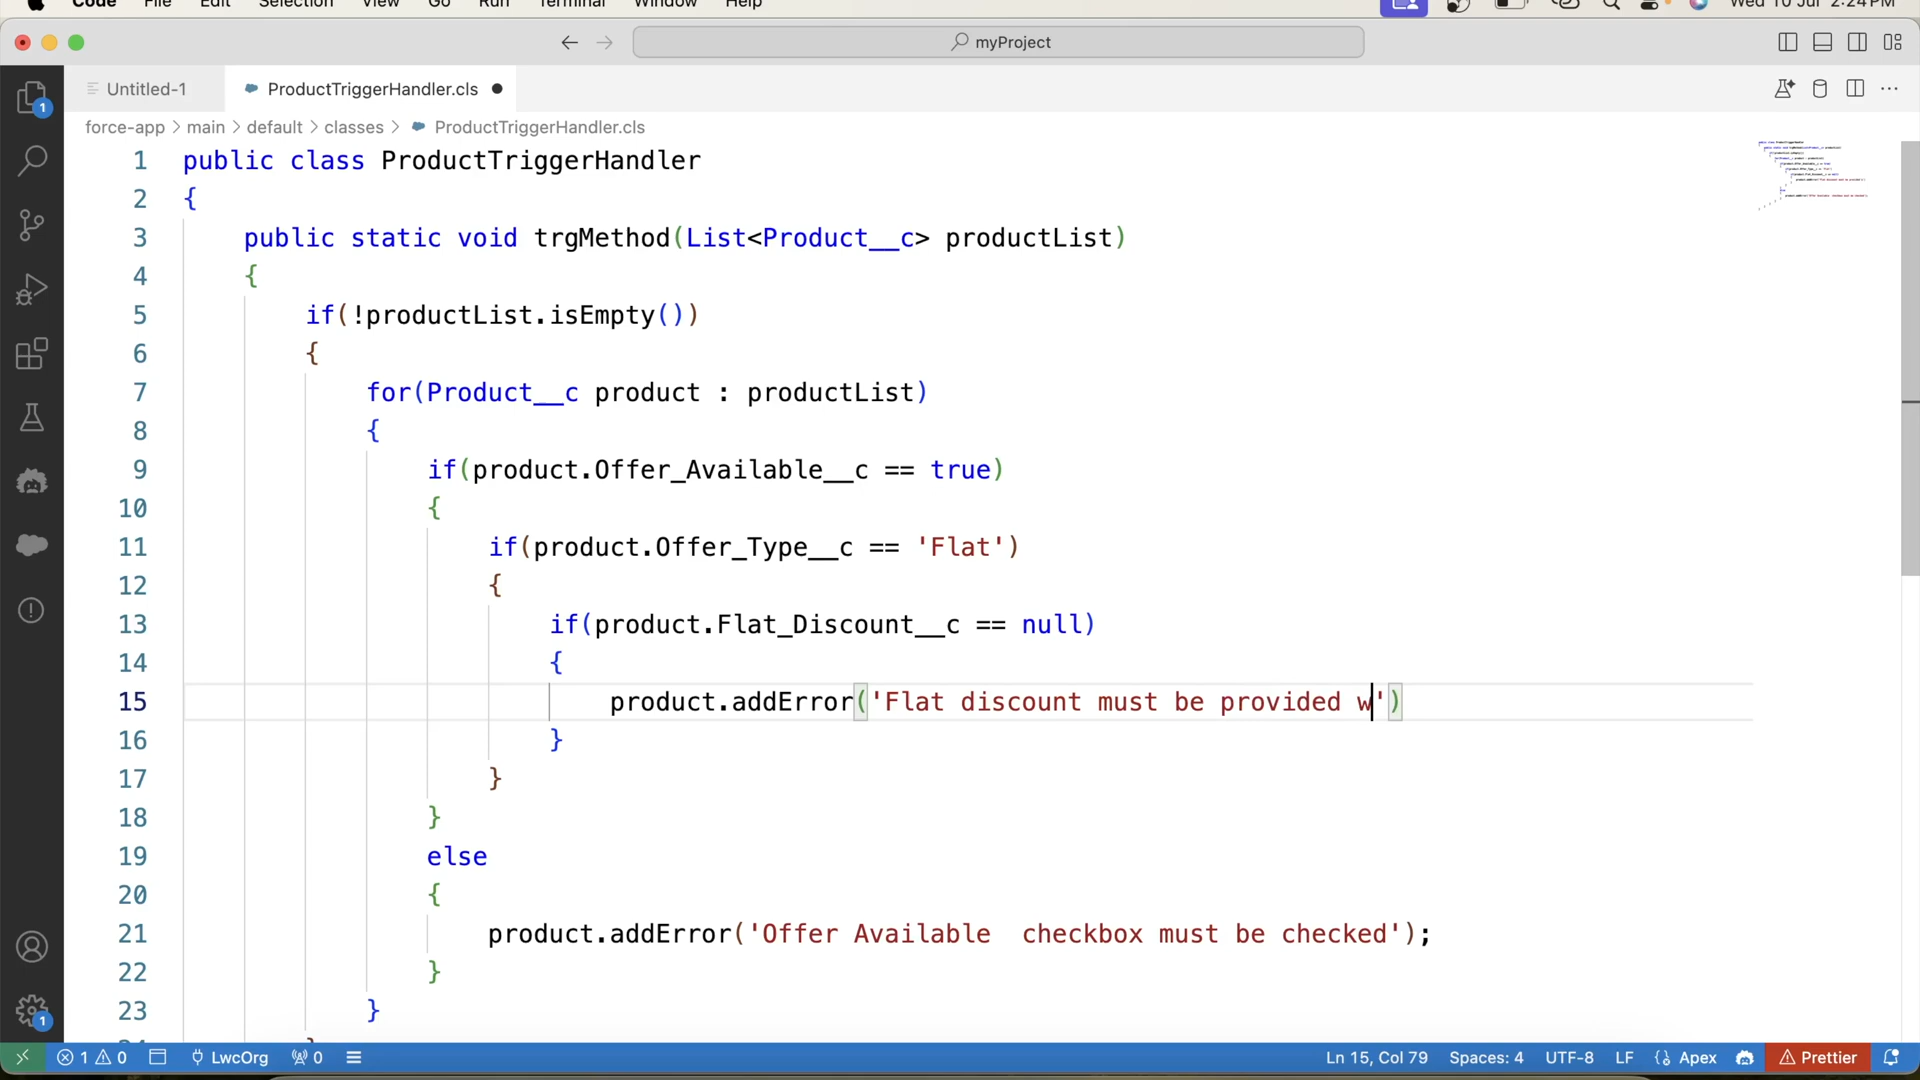 Code File Edit Selection View Go Run Terminal Window Help Wed 10 Jul 2:24 PM
myProject
Untitled-1 ProductTriggerHandler.cls
force-app > main > default > classes > ProductTriggerHandler.cls
1 public class ProductTriggerHandler
2 {
3 public static void trgMethod(List<Product__c> productList)
4 {
5 if(!productList.isEmpty())
6 {
7 for(Product__c product : productList)
8 {
9 if(product.Offer_Available__c == true)
10 {
11 if(product.Offer_Type__c == 'Flat')
12 {
13 if(product.Flat_Discount__c == null)
14 {
15 product.addError('Flat discount must be provided w')
16 }
17 }
18 }
19 else
20 {
21 product.addError('Offer Available  checkbox must be checked');
22 }
23 }
1 0 LwcOrg 0 Ln 15, Col 79 Spaces: 4 UTF-8 LF Apex Prettier